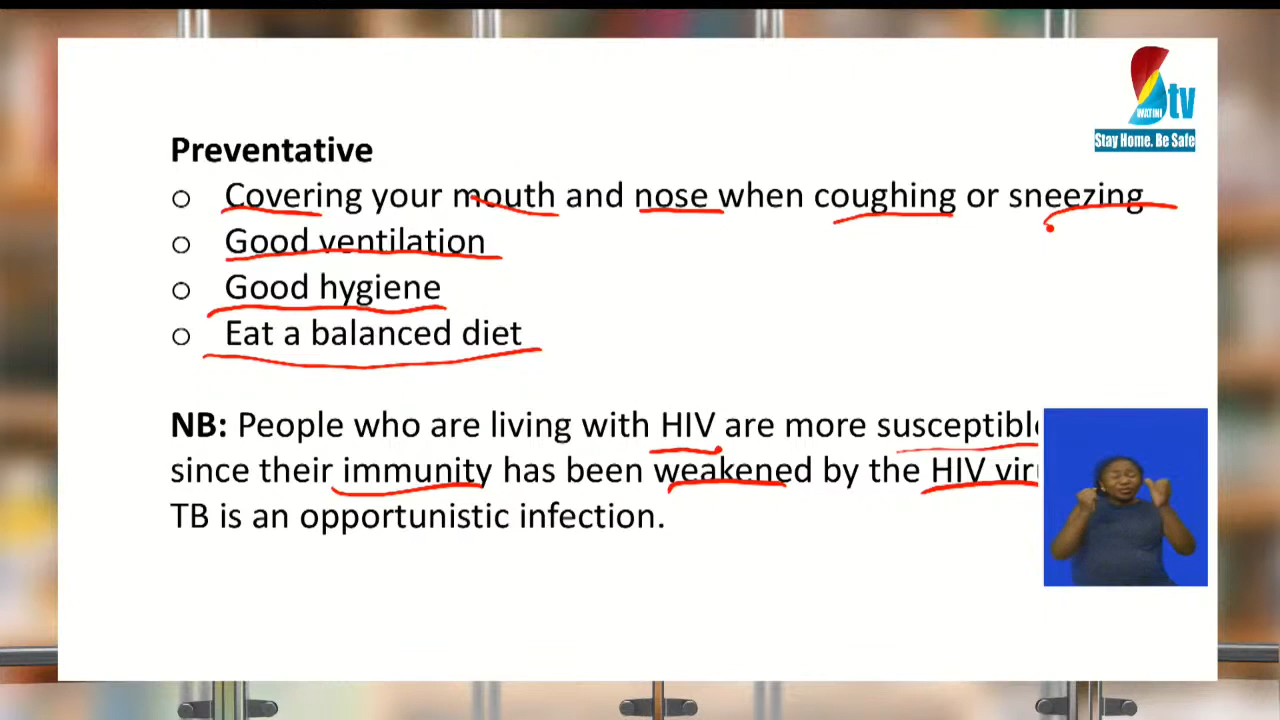 WATINI
tv
Stay Home. Be Safe
Preventative
o Covering your mouth and nose when coughing or sneezing
o Good ventilation
o Good hygiene
o Eat a balanced diet
NB: People who are living with HIV are more
since their immunity has been weakened by the HIV
TB is an opportunistic infection.